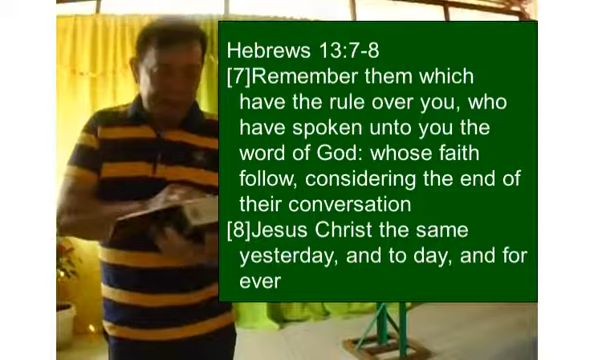 Hebrews 13:7-8
[7]Remember them which
have the rule over you, who
have spoken unto you the
word of God: whose faith
follow, considering the end of
their conversation
[8]Jesus Christ the same
yesterday, and to day, and for
ever